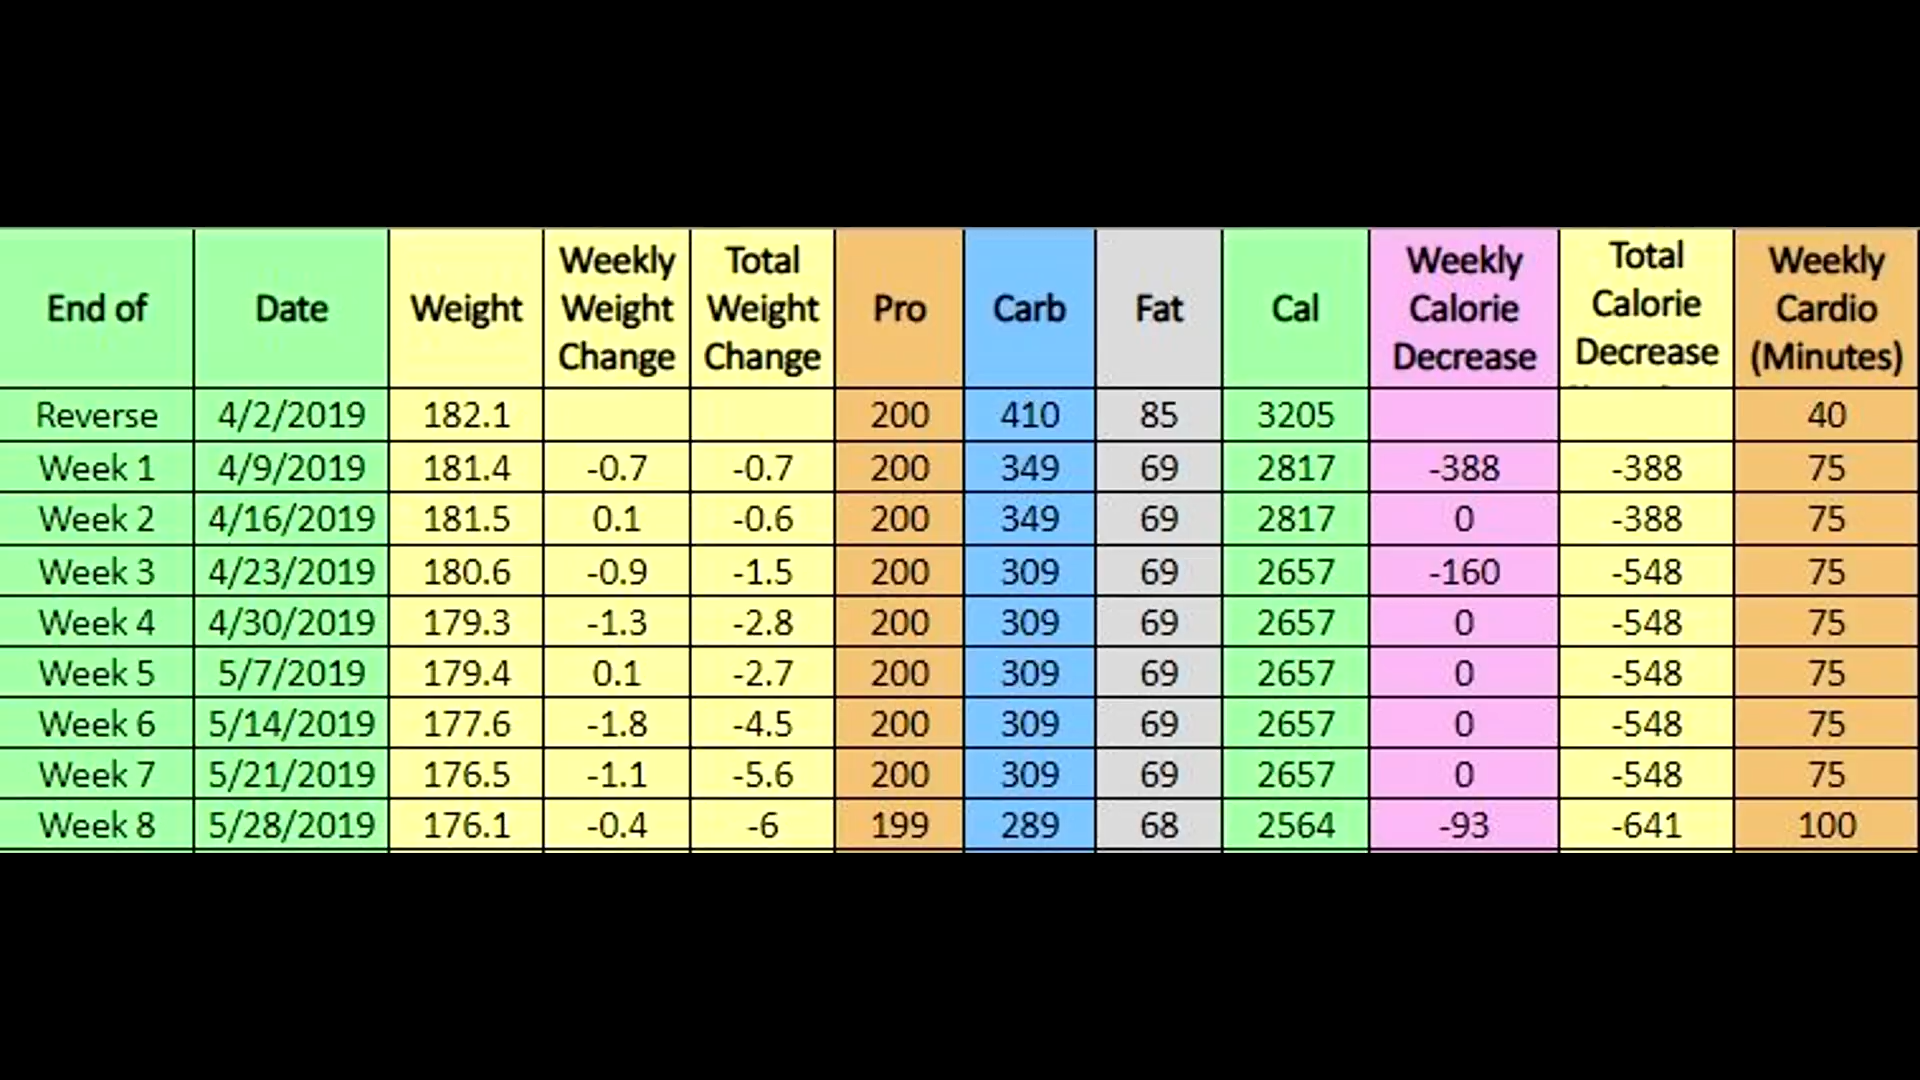 End of Date Weight Weekly Weight Change Total Weight Change Pro Carb Fat Cal Weekly Calorie Decrease Total Calorie Decrease Weekly Cardio (Minutes)
Reverse 4/2/2019 182.1 200 410 85 3205 40
Week 1 4/9/2019 181.4 -0.7 -0.7 200 349 69 2817 -388 -388 75
Week 2 4/16/2019 181.5 0.1 -0.6 200 349 69 2817 0 -388 75
Week 3 4/23/2019 180.6 -0.9 -1.5 200 309 69 2657 -160 -548 75
Week 4 4/30/2019 179.3 -1.3 -2.8 200 309 69 2657 0 -548 75
Week 5 5/7/2019 179.4 0.1 -2.7 200 309 69 2657 0 -548 75
Week 6 5/14/2019 177.6 -1.8 -4.5 200 309 69 2657 0 -548 75
Week 7 5/21/2019 176.5 -1.1 -5.6 200 309 69 2657 0 -548 75
Week 8 5/28/2019 176.1 -0.4 -6 199 289 68 2564 -93 -641 100